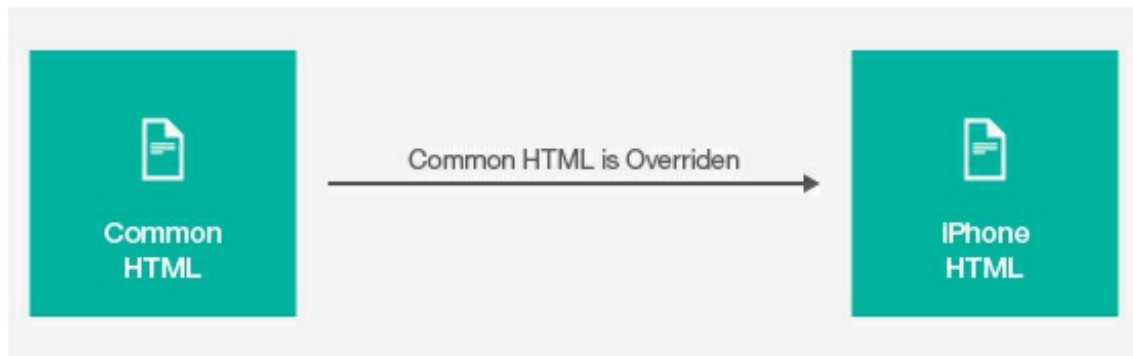 Common HTML is Overriden
Common
HTML
iPhone
HTML